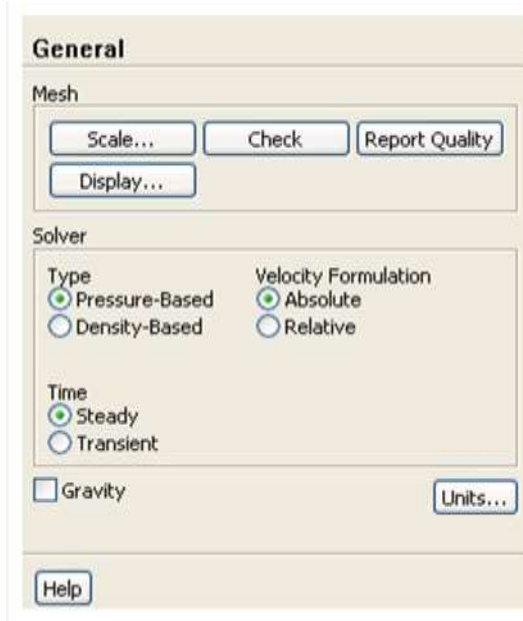 General
Mesh
Scale... Check Report Quality
Display...
Solver
Type Velocity Formulation
Pressure-Based Absolute
Density-Based Relative
Time
Steady
Transient
Gravity Units...
Help